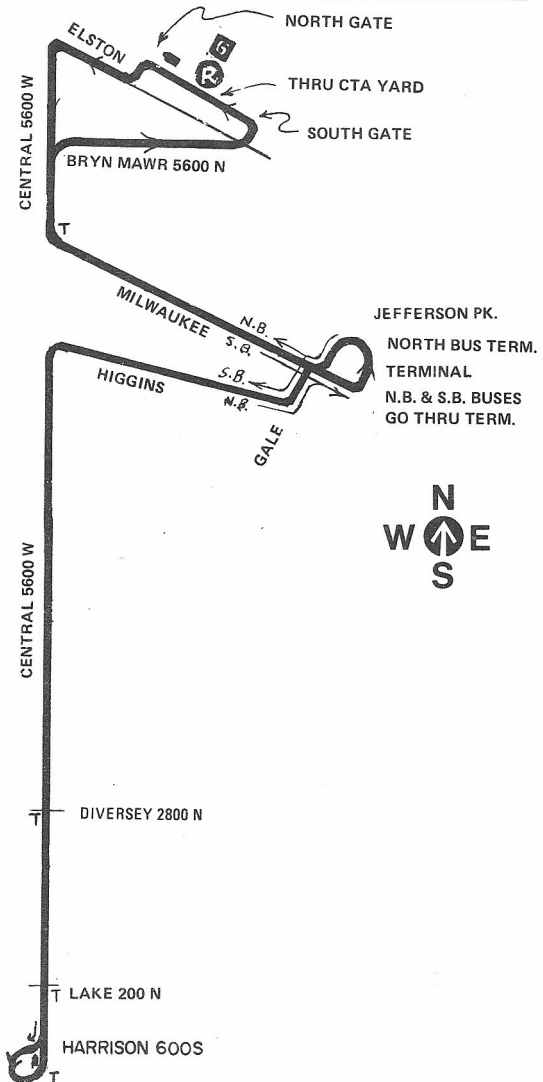 NORTH GATE
ELSTON
G
R
THRU CTA YARD
SOUTH GATE
CENTRAL 5600 W
BRYN MAWR 5600 N
T
MILWAUKEE
N.B.
S.B.
JEFFERSON PK.
NORTH BUS TERM.
TERMINAL
N.B. & S.B. BUSES
GO THRU TERM.
HIGGINS
S.B.
N.B.
GALE
N
W E
S
CENTRAL 5600 W
T
DIVERSEY 2800 N
T LAKE 200 N
HARRISON 600S
T